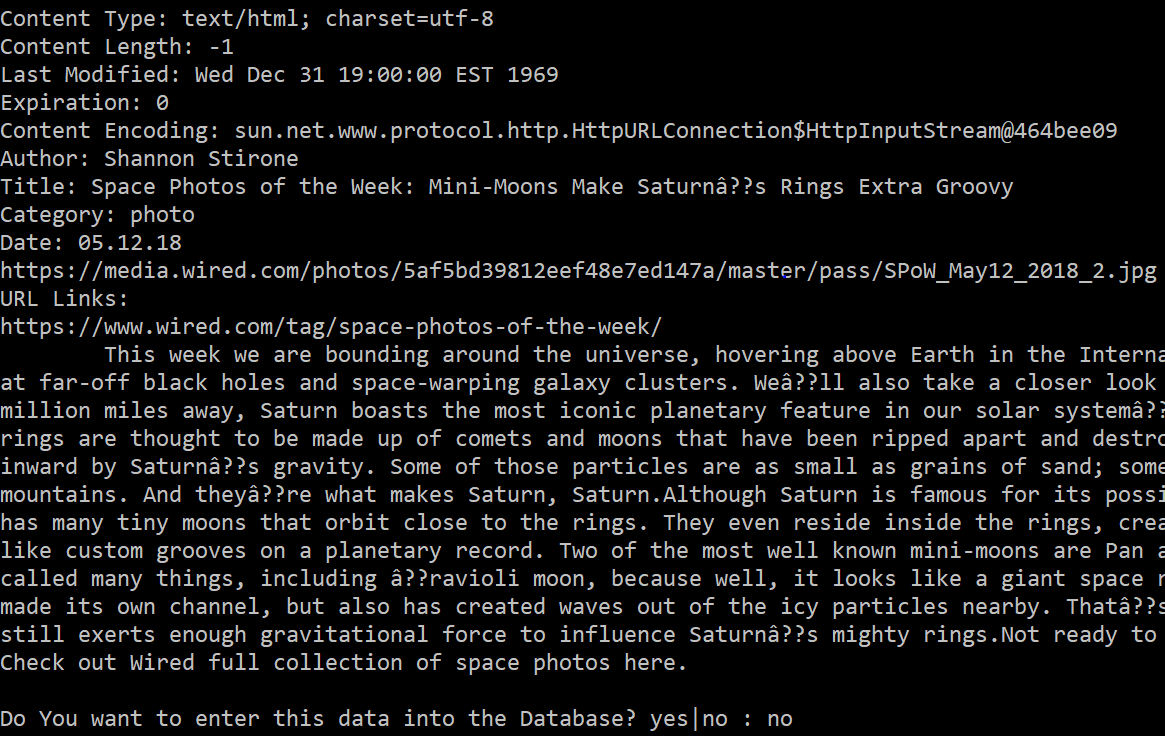 Content Type: text/html; charset=utf-8
Content Length: -1
Last Modified: Wed Dec 31 19:00:00 EST 1969
Expiration: 0
Content Encoding: sun.net.www.protocol.http.HttpURLConnection$HttpInputStream@464bee09
Author: Shannon Stirone
Title: Space Photos of the Week: Mini-Moons Make Saturnâ??s Rings Extra Groovy
Category: photo
Date: 05.12.18
https://media.wired.com/photos/5af5bd39812eef48e7ed147a/master/pass/SPoW_May12_2018_2.jpg
URL Links:
https://www.wired.com/tag/space-photos-of-the-week/
This week we are bounding around the universe, hovering above Earth in the Interna
at far-off black holes and space-warping galaxy clusters. Weâ??ll also take a closer look
million miles away, Saturn boasts the most iconic planetary feature in our solar systemâ??
rings are thought to be made up of comets and moons that have been ripped apart and destro
inward by Saturnâ??s gravity. Some of those particles are as small as grains of sand; some
mountains. And theyâ??re what makes Saturn, Saturn.Although Saturn is famous for its possi
has many tiny moons that orbit close to the rings. They even reside inside the rings, crea
like custom grooves on a planetary record. Two of the most well known mini-moons are Pan a
called many things, including â??ravioli moon, because well, it looks like a giant space r
made its own channel, but also has created waves out of the icy particles nearby. Thatâ??s
still exerts enough gravitational force to influence Saturnâ??s mighty rings.Not ready to
Check out Wired full collection of space photos here.
Do You want to enter this data into the Database? yes|no : no